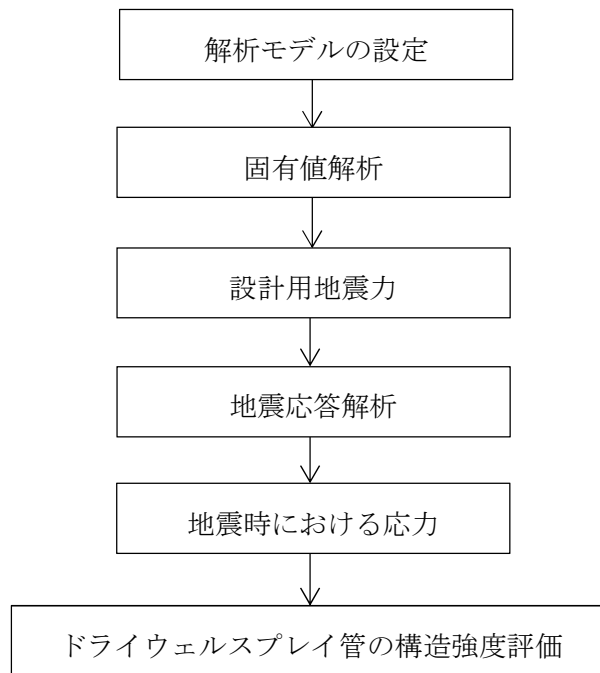 解析モデルの設定
固有値解析
設計用地震力
地震応答解析
地震時における応力
ドライウェルスプレイ管の構造強度評価